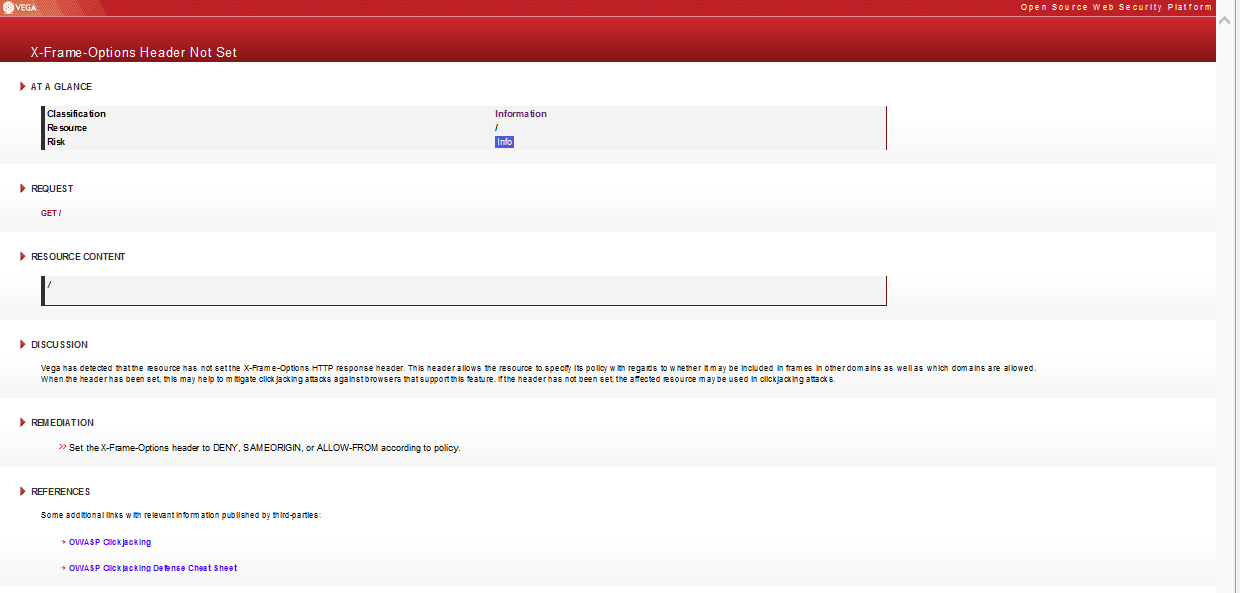 VEGA
Open Source Web Security Platform
X-Frame-Options Header Not Set
AT A GLANCE
Classification Information
Resource /
Risk Info
REQUEST
GET /
RESOURCE CONTENT
/
DISCUSSION
Vega has detected that the resource has not set the X-Frame-Options HTTP response header. This header allows the resource to specify its policy with regards to whether it may be included in frames in other domains as well as which domains are allowed.
When the header has been set, this may help to mitigate clickjacking attacks against browsers that support this feature. If the header has not been set, the affected resource may be used in clickjacking attacks.
REMEDIATION
» Set the X-Frame-Options header to DENY, SAMEORIGIN, or ALLOW-FROM according to policy.
REFERENCES
Some additional links with relevant information published by third-parties:
→ OWASP Clickjacking
→ OWASP Clickjacking Defense Cheat Sheet